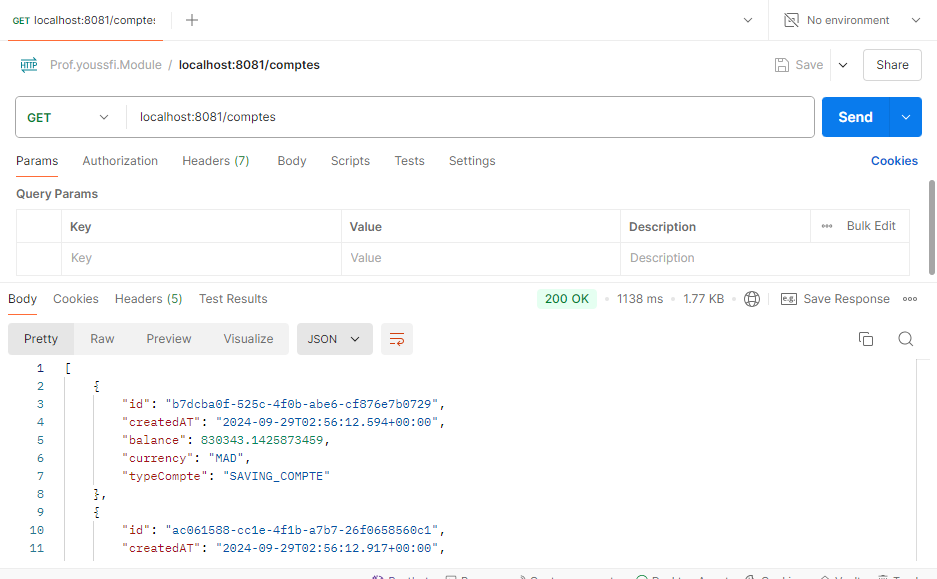 GET localhost:8081/comptes
No environment
HTTP Prof.youssfi.Module / localhost:8081/comptes
Save
Share
GET
localhost:8081/comptes
Send
Params Authorization Headers (7) Body Scripts Tests Settings
Cookies
Query Params
Key Value Description Bulk Edit
Key Value Description
Body Cookies Headers (5) Test Results
200 OK 1138 ms 1.77 KB e.g. Save Response
Pretty Raw Preview Visualize JSON
1 [
2 {
3 "id": "b7dcba0f-525c-4f0b-abe6-cf876e7b0729",
4 "createdAT": "2024-09-29T02:56:12.594+00:00",
5 "balance": 830343.1425873459,
6 "currency": "MAD",
7 "typeCompte": "SAVING_COMPTE"
8 },
9 {
10 "id": "ac061588-cc1e-4f1b-a7b7-26f0658560c1",
11 "createdAT": "2024-09-29T02:56:12.917+00:00",